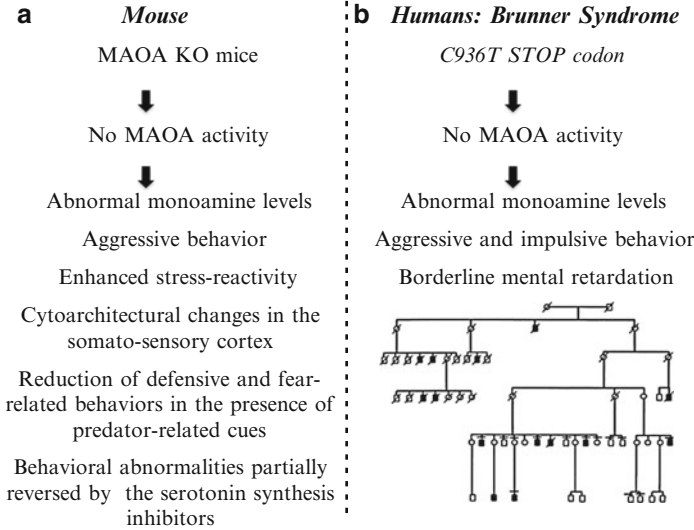 a Mouse
MAOA KO mice
No MAOA activity
Abnormal monoamine levels
Aggressive behavior
Enhanced stress-reactivity
Cytoarchitectural changes in the
somato-sensory cortex
Reduction of defensive and fear-
related behaviors in the presence of
predator-related cues
Behavioral abnormalities partially
reversed by the serotonin synthesis
inhibitors
b Humans: Brunner Syndrome
C936T STOP codon
No MAOA activity
Abnormal monoamine levels
Aggressive and impulsive behavior
Borderline mental retardation